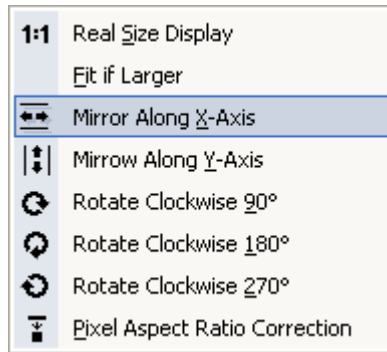 1:1 Real Size Display
Fit if Larger
Mirror Along X-Axis
Mirrow Along Y-Axis
Rotate Clockwise 90°
Rotate Clockwise 180°
Rotate Clockwise 270°
Pixel Aspect Ratio Correction